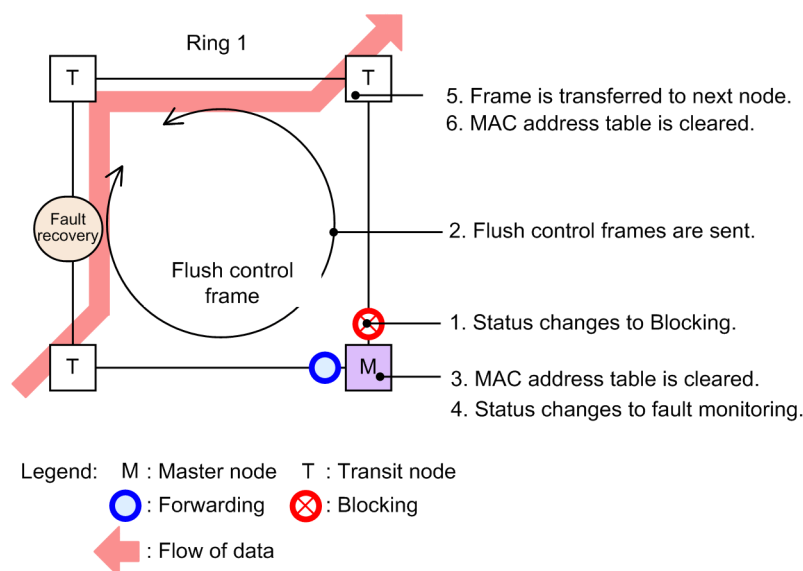 Ring 1
T
T
5. Frame is transferred to next node.
6. MAC address table is cleared.
Fault
recovery
2. Flush control frames are sent.
Flush control
frame
1. Status changes to Blocking.
T
M
3. MAC address table is cleared.
4. Status changes to fault monitoring.
Legend: M : Master node T : Transit node
: Forwarding : Blocking
: Flow of data